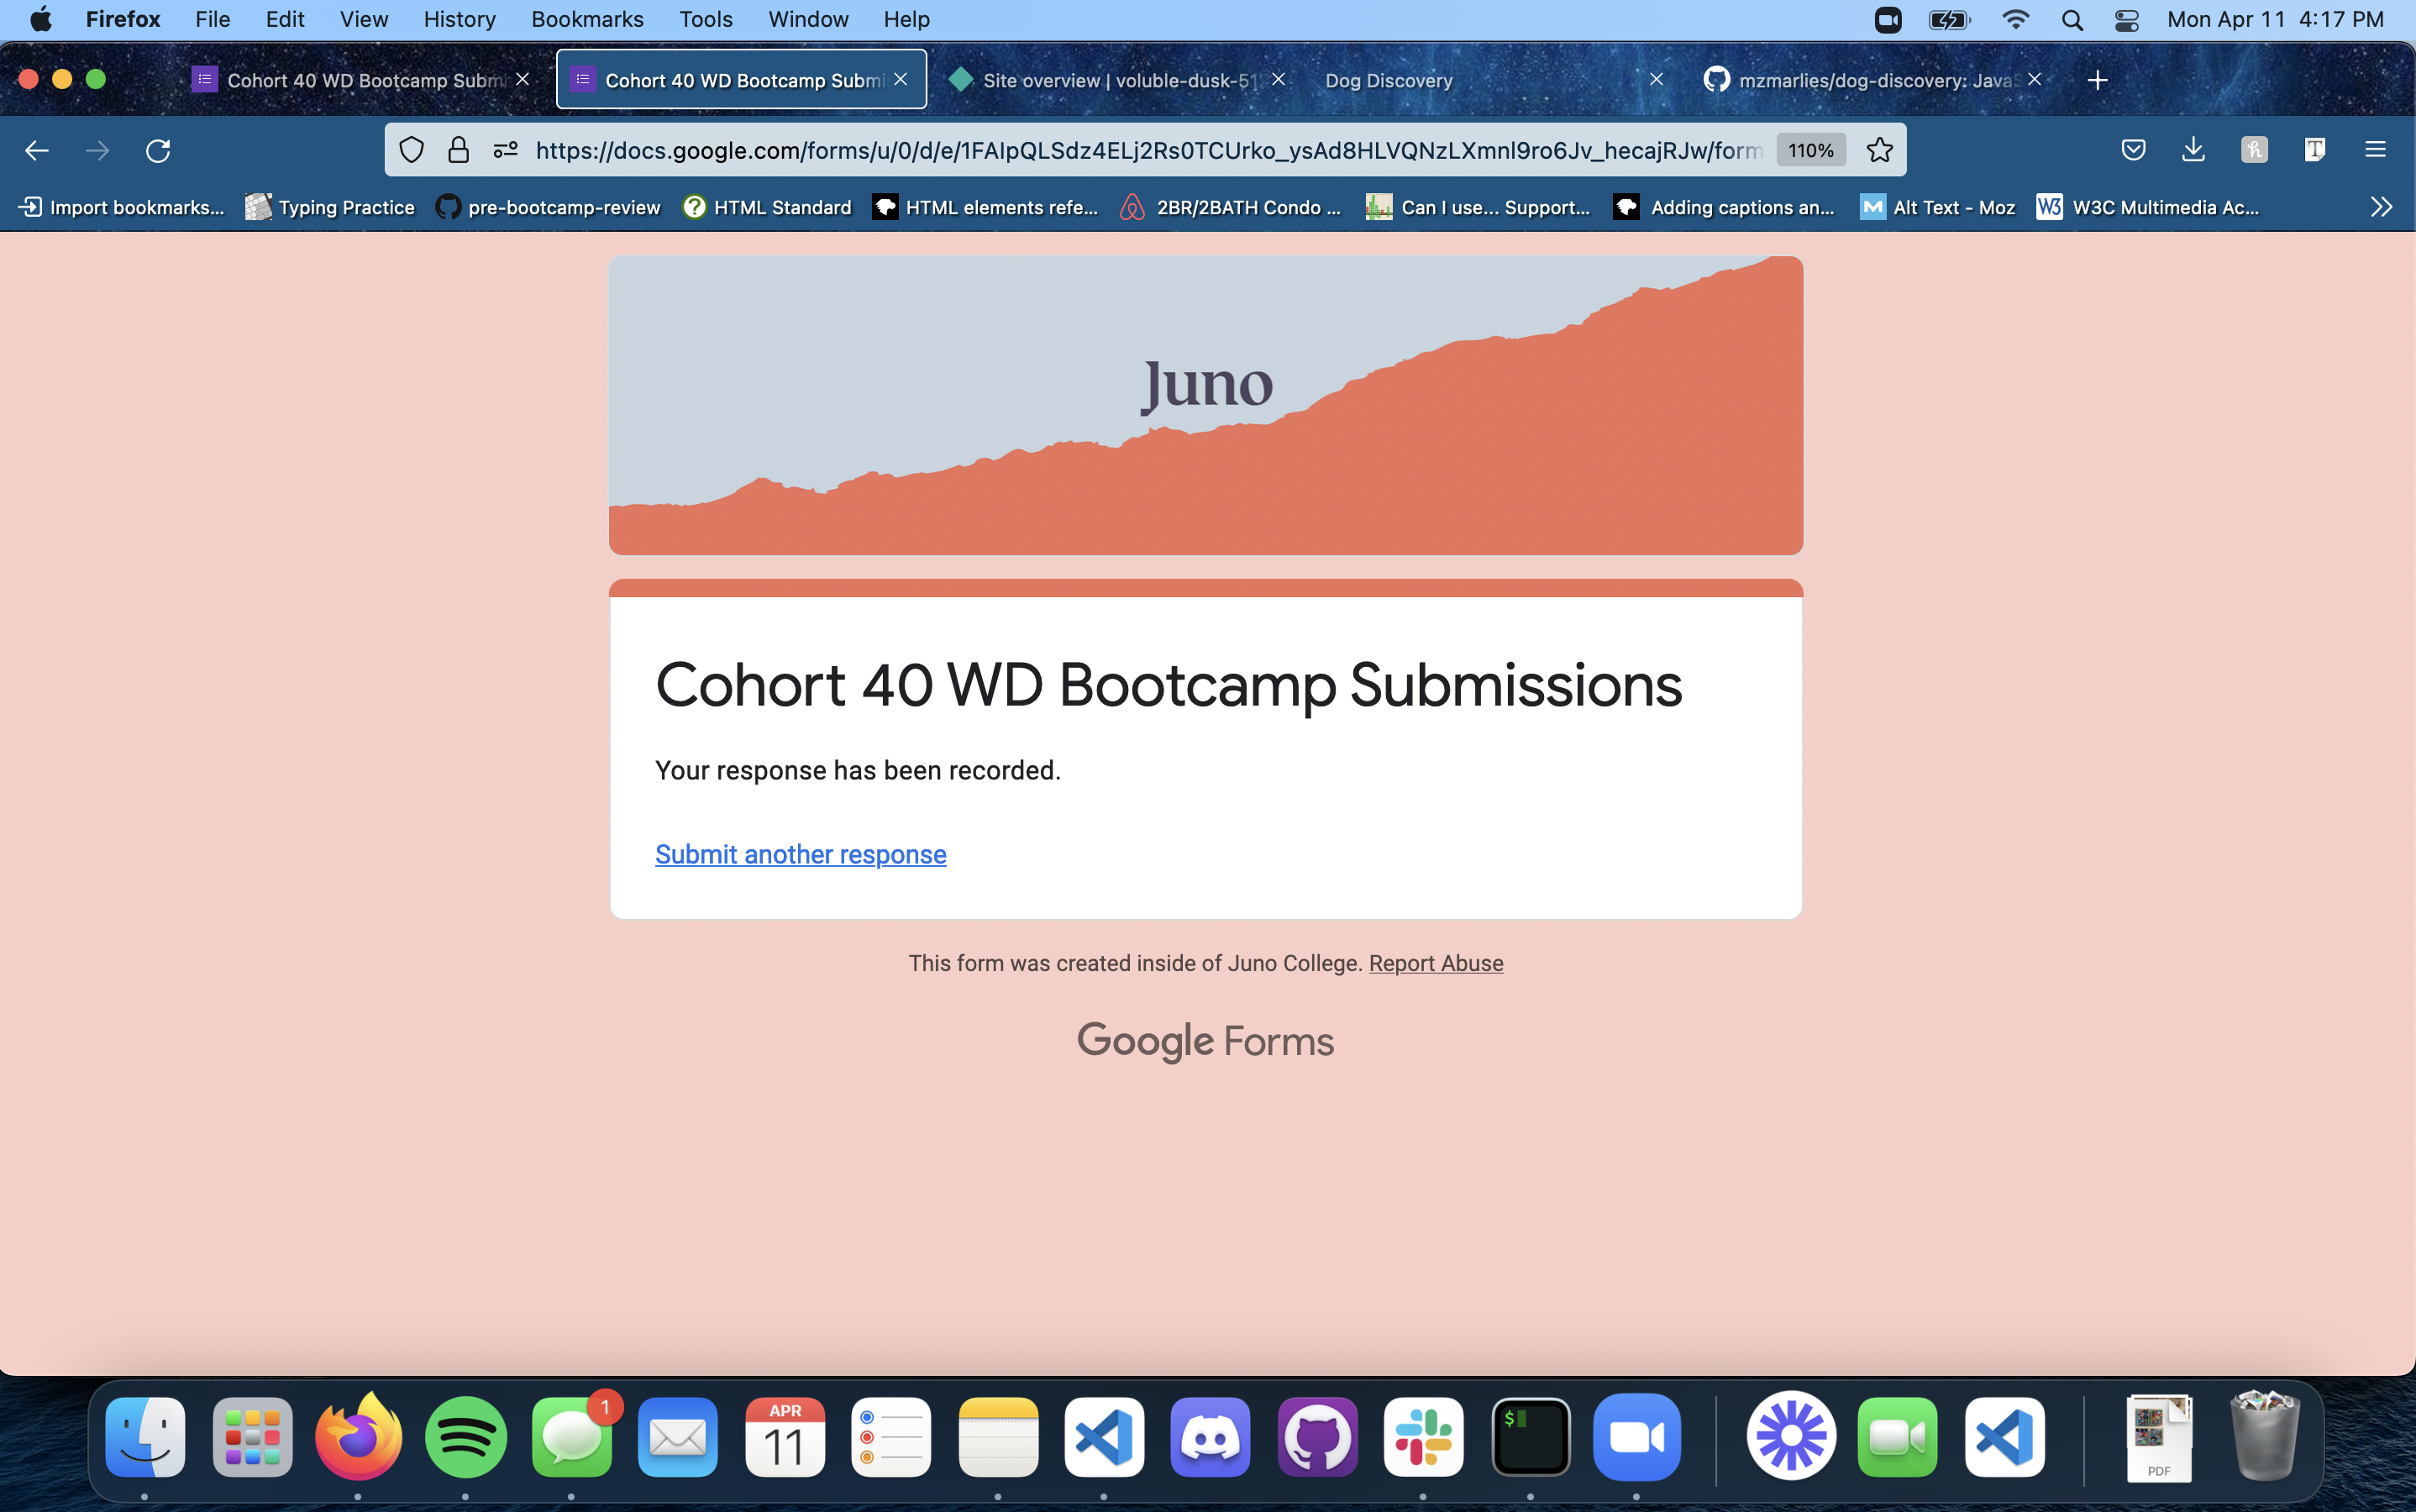 Firefox File Edit View History Bookmarks Tools Window Help Mon Apr 11 4:17 PM
Cohort 40 WD Bootcamp Subm Cohort 40 WD Bootcamp Submi Site overview | voluble-dusk-51 Dog Discovery mzmarlies/dog-discovery: Java
https://docs.google.com/forms/u/0/d/e/1FAIpQLSdz4ELj2Rs0TCUrko_ysAd8HLVQNzLXmnI9ro6Jv_hecajRJw/form 110%
Import bookmarks... Typing Practice pre-bootcamp-review HTML Standard HTML elements refe... 2BR/2BATH Condo ... Can I use... Support... Adding captions an... M Alt Text - Moz W3 W3C Multimedia Ac...
Juno
Cohort 40 WD Bootcamp Submissions
Your response has been recorded.
Submit another response
This form was created inside of Juno College. Report Abuse
Google Forms
1
APR
11
$
PDF